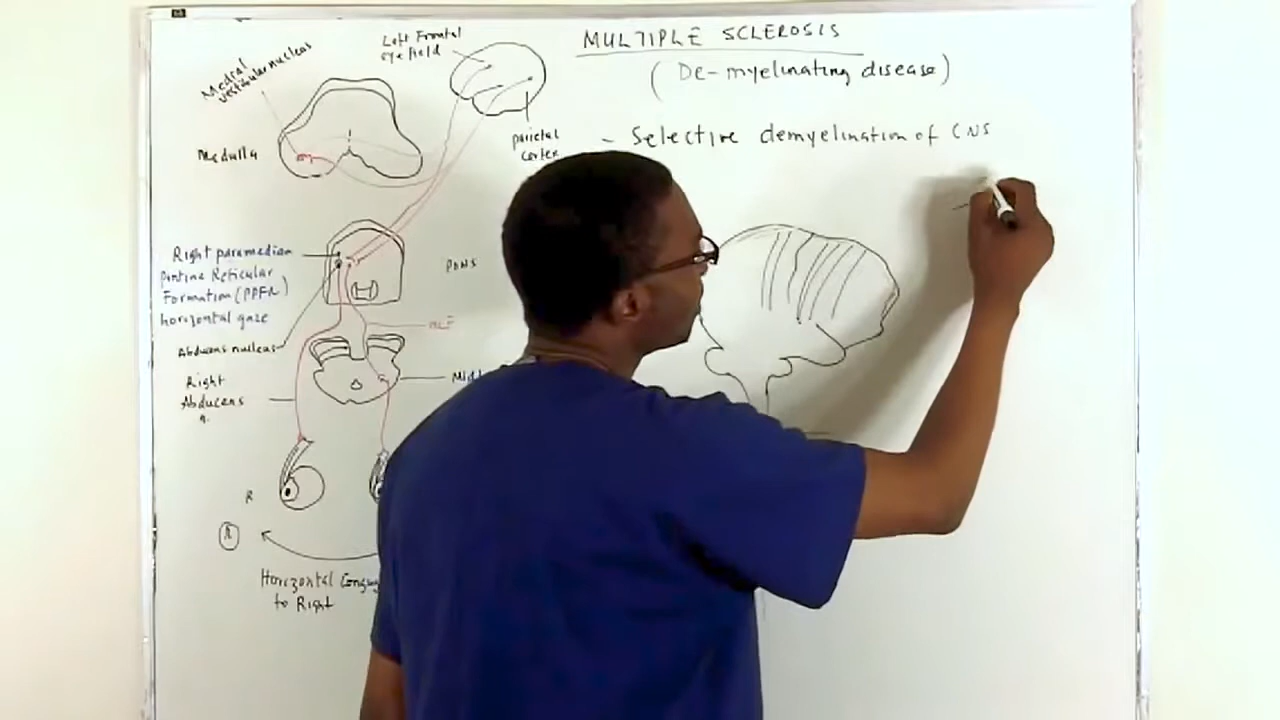 MULTIPLE SCLEROSIS
(De-myelinating disease)
- Selective demyelination of CNS
Left Frontal
eye field
Medial
vestibular nucleus
parietal
cortex
Medulla
Right paramedian
Pontine Reticular
Formation (PPFR)
horizontal gaze
PONS
Abducens nucleus
MLF
Right
Abducens
n.
R
R
Horizontal
to Right